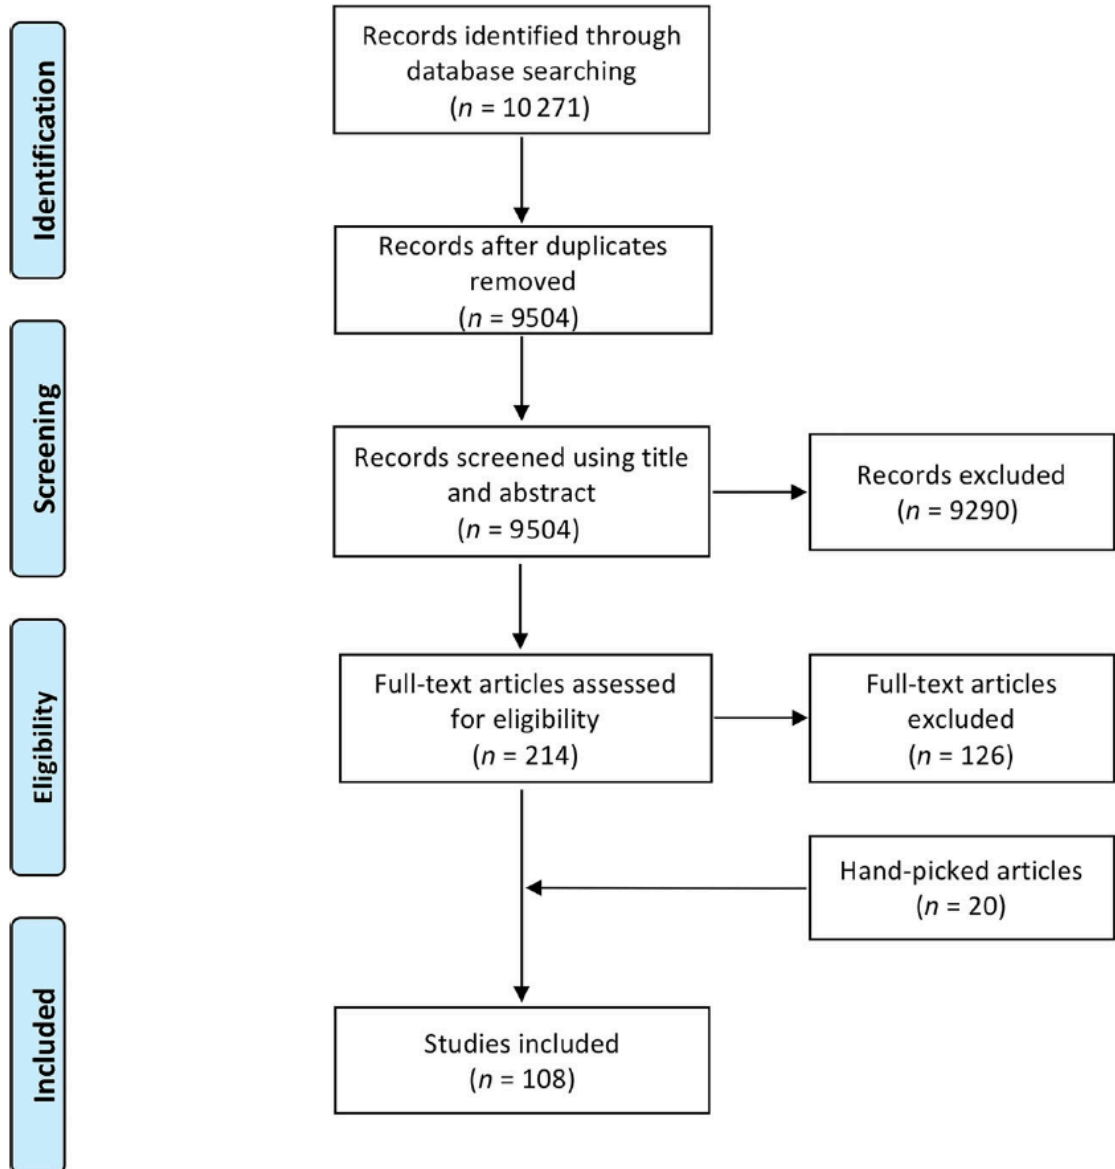 Identification
Records identified through
database searching
(n = 10 271)
Records after duplicates
removed
(n = 9504)
Screening
Records screened using title
and abstract
(n = 9504)
Records excluded
(n = 9290)
Eligibility
Full-text articles assessed
for eligibility
(n = 214)
Full-text articles
excluded
(n = 126)
Hand-picked articles
(n = 20)
Included
Studies included
(n = 108)